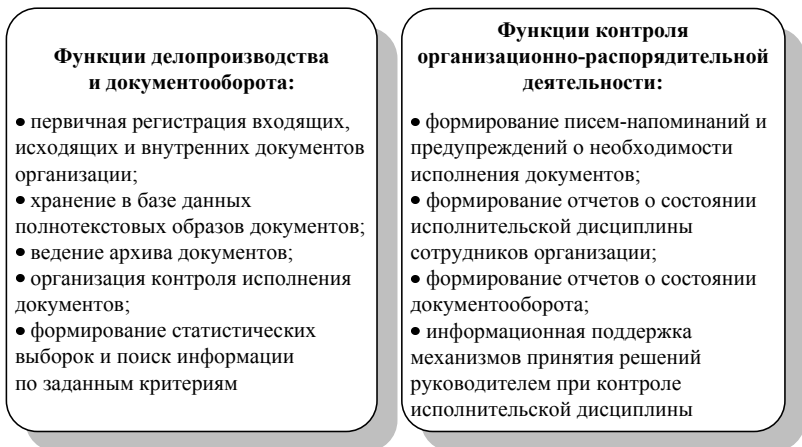 Функции делопроизводства
и документооборота:
• первичная регистрация входящих,
исходящих и внутренних документов
организации;
• хранение в базе данных
полнотекстовых образов документов;
• ведение архива документов;
• организация контроля исполнения
документов;
• формирование статистических
выборок и поиск информации
по заданным критериям
Функции контроля
организационно-распорядительной
деятельности:
• формирование писем-напоминаний и
предупреждений о необходимости
исполнения документов;
• формирование отчетов о состоянии
исполнительской дисциплины
сотрудников организации;
• формирование отчетов о состоянии
документооборота;
• информационная поддержка
механизмов принятия решений
руководителем при контроле
исполнительской дисциплины